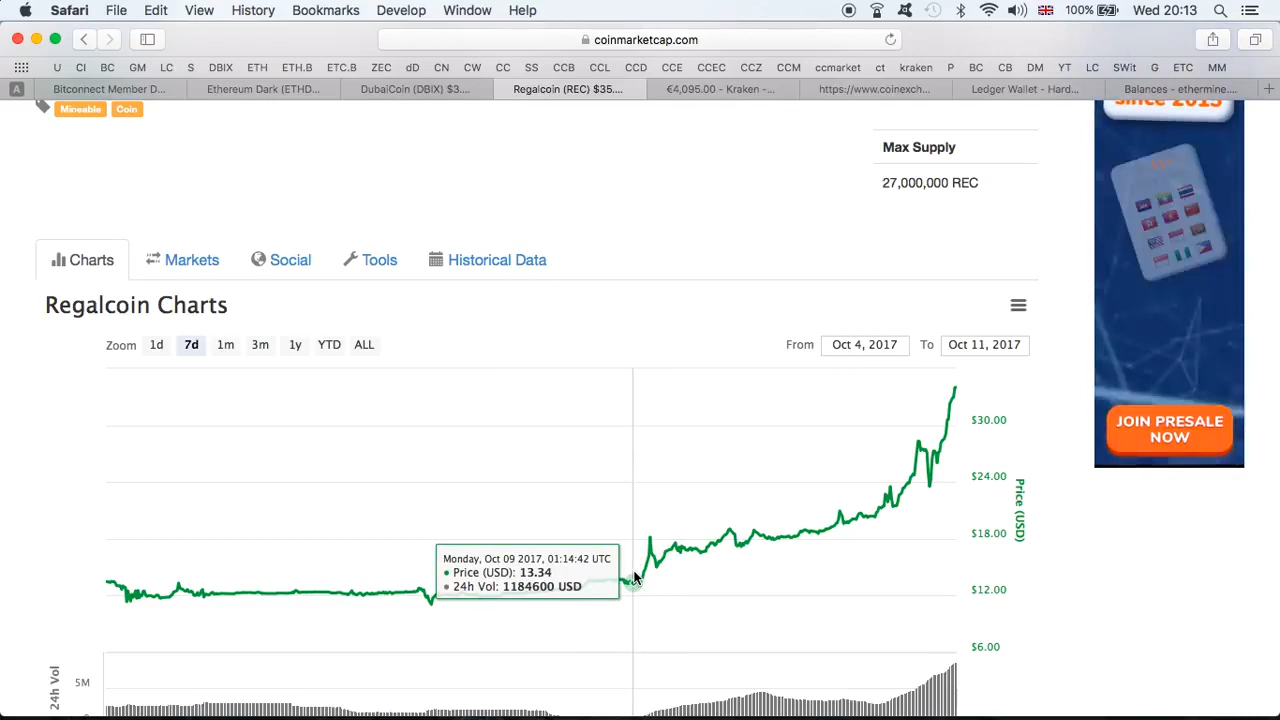 Safari File Edit View History Bookmarks Develop Window Help 100% Wed 20:13
coinmarketcap.com
U CI BC GM LC S DBIX ETH ETH.B ETC.B ZEC dD CN CW CC SS CCB CCL CCD CCE CCEC CCZ CCM ccmarket ct kraken P BC CB DM YT LC SWit G ETC MM
A Bitconnect Member D... Ethereum Dark (ETHD... DubaiCoin (DBIX) $3.... Regalcoin (REC) $35.... €4,095.00 - Kraken -... https://www.coinexch... Ledger Wallet - Hard... Balances - ethermine....
since 2013
Mineable Coin
Max Supply
27,000,000 REC
Charts Markets Social Tools Historical Data
Regalcoin Charts
Zoom 1d 7d 1m 3m 1y YTD ALL From Oct 4, 2017 To Oct 11, 2017
$30.00
$24.00
$18.00
$12.00
$6.00
Price (USD)
Monday, Oct 09 2017, 01:14:42 UTC
Price (USD): 13.34
24h Vol: 1184600 USD
24h Vol
5M
JOIN PRESALE
NOW